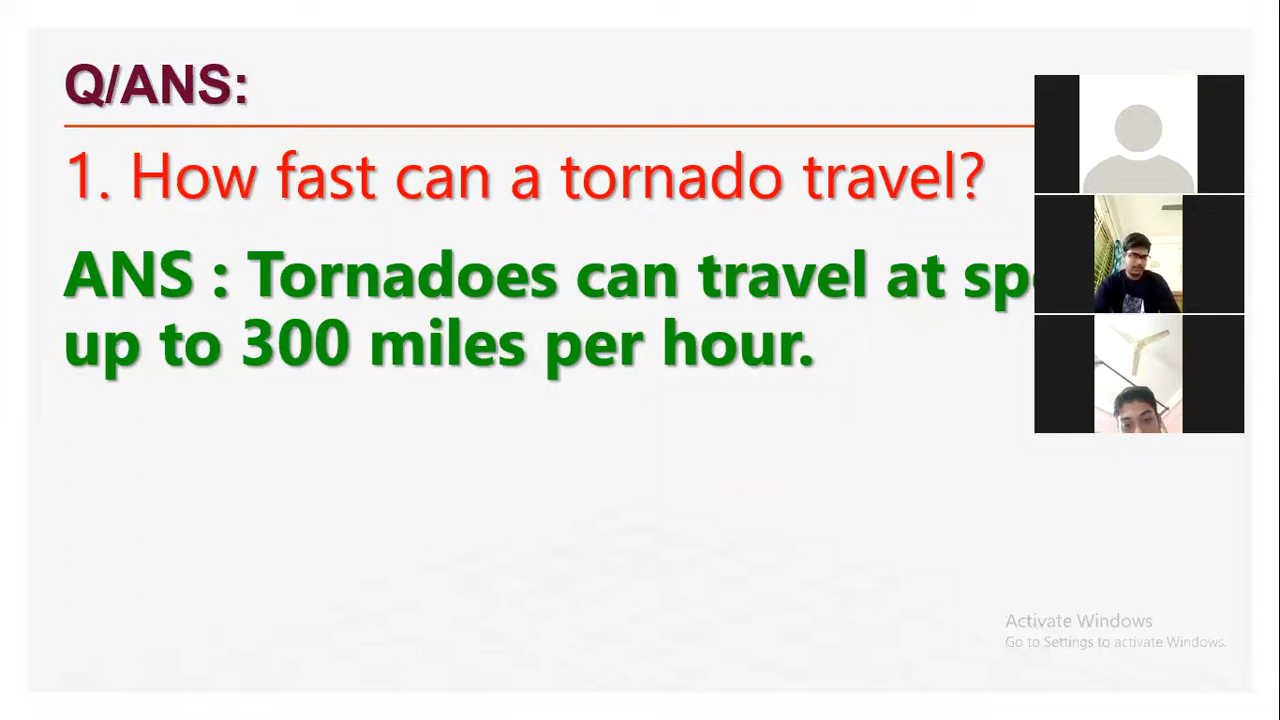 Q/ANS:
1. How fast can a tornado travel?
ANS : Tornadoes can travel at
up to 300 miles per hour.
Activate Windows
Go to Settings to activate Windows.